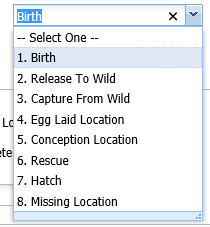 Birth
-- Select One --
1. Birth
2. Release To Wild
3. Capture From Wild
4. Egg Laid Location
5. Conception Location
6. Rescue
7. Hatch
8. Missing Location